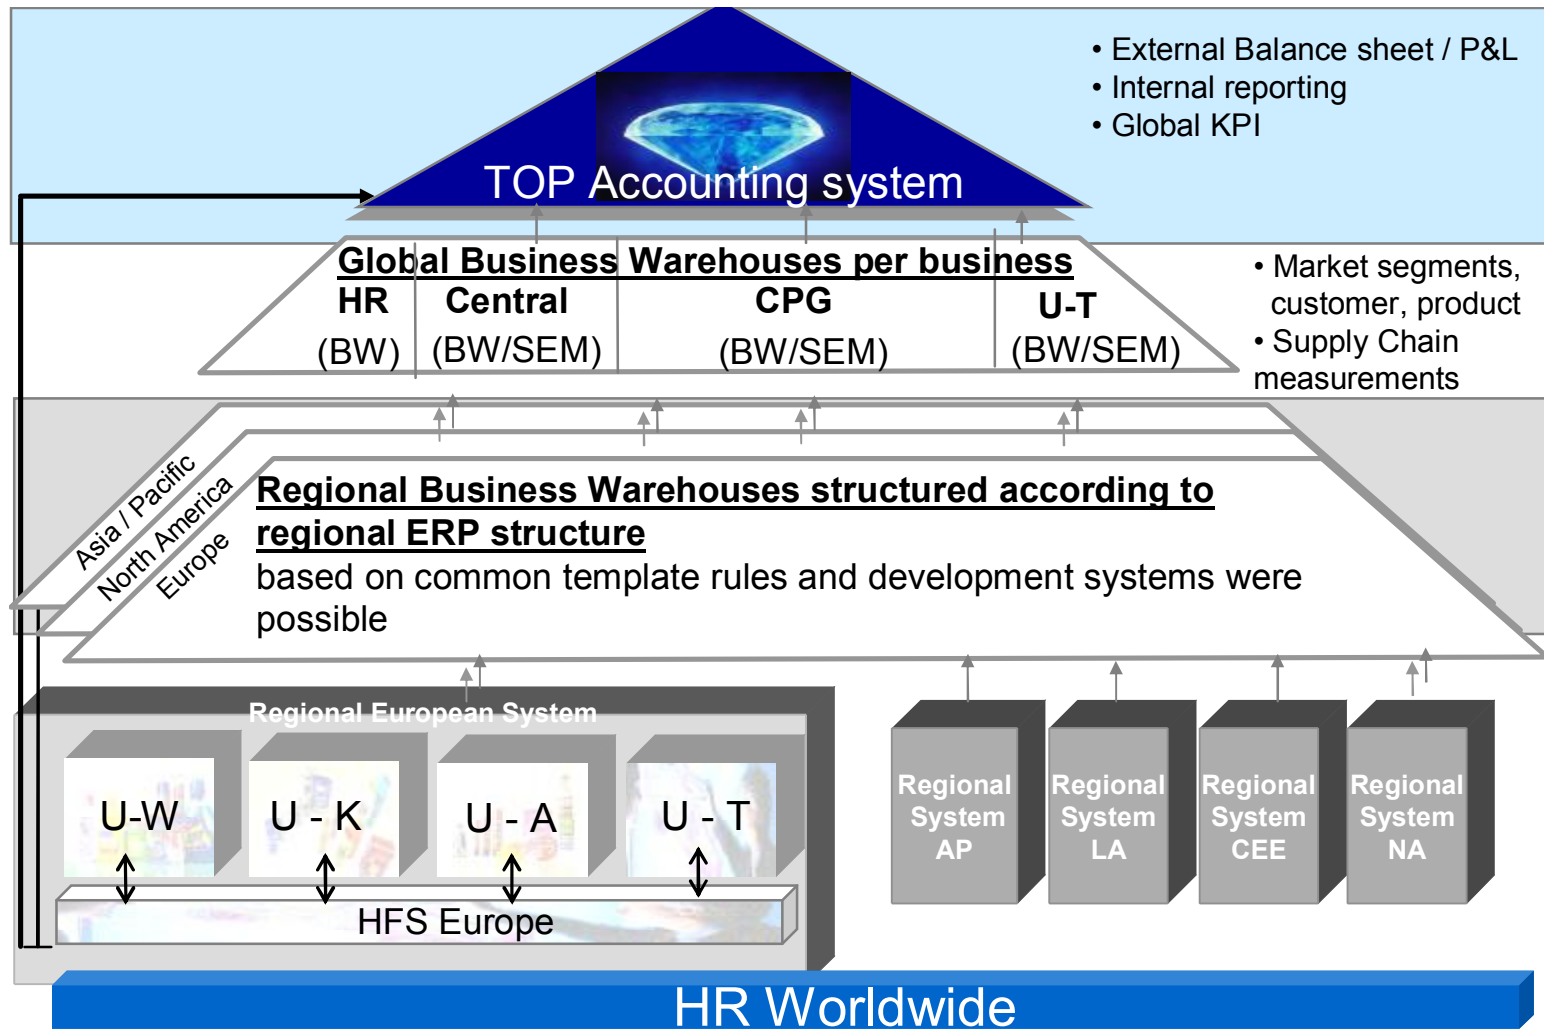 • External Balance sheet / P&L
• Internal reporting
• Global KPI
TOP Accounting system
Global Business Warehouses per business
HR Central CPG U-T
(BW) (BW/SEM) (BW/SEM) (BW/SEM)
• Market segments,
customer, product
• Supply Chain
measurements
Asia / Pacific
North America
Europe
Regional Business Warehouses structured according to
regional ERP structure
based on common template rules and development systems were
possible
Regional European System
U-W
U - K
U - A
U - T
HFS Europe
Regional
System
AP
Regional
System
LA
Regional
System
CEE
Regional
System
NA
HR Worldwide